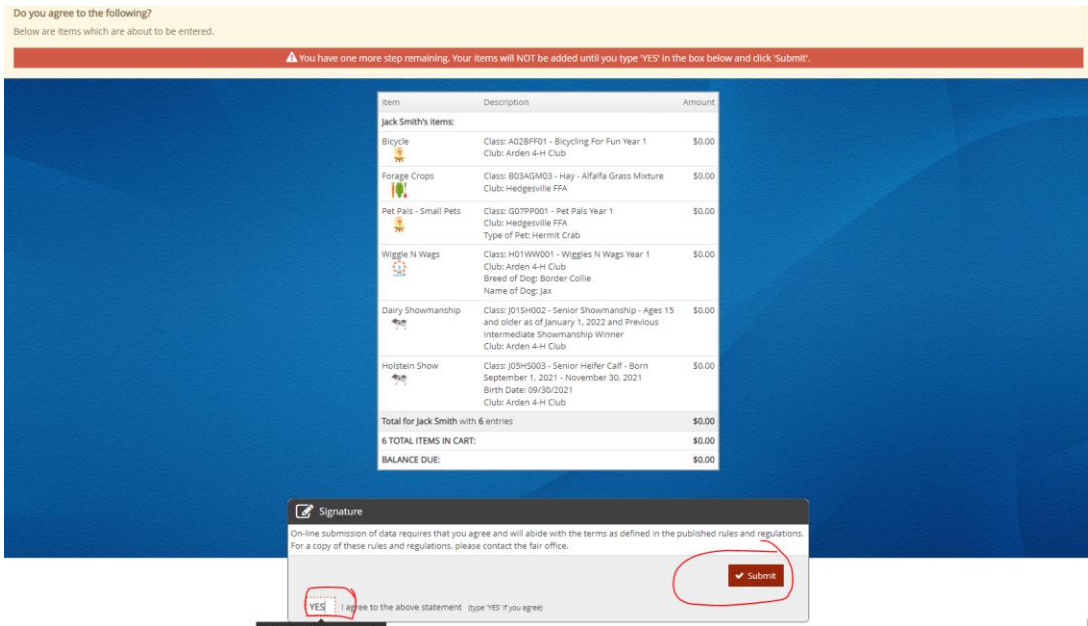 Do you agree to the following?
Below are items which are about to be entered.
You have one more step remaining. Your items will NOT be added until you type 'YES' in the box below and click 'Submit'.
Item Description Amount
Jack Smith's items:
Bicycle Class: A02BFF01 - Bicycling For Fun Year 1 $0.00
Club: Arden 4-H Club
Forage Crops Class: B03AGM03 - Hay - Alfalfa Grass Mixture $0.00
Club: Hedgesville FFA
Pet Pals - Small Pets Class: G07PP001 - Pet Pals Year 1 $0.00
Club: Hedgesville FFA
Type of Pet: Hermit Crab
Wiggle N Wags Class: H01WW001 - Wiggles N Wags Year 1 $0.00
Club: Arden 4-H Club
Breed of Dog: Border Collie
Name of Dog: Jax
Dairy Showmanship Class: J01SH002 - Senior Showmanship - Ages 15 $0.00
and older as of January 1, 2022 and Previous
Intermediate Showmanship Winner
Club: Arden 4-H Club
Holstein Show Class: J05HS003 - Senior Heifer Calf - Born $0.00
September 1, 2021 - November 30, 2021
Birth Date: 09/30/2021
Club: Arden 4-H Club
Total for Jack Smith with 6 entries $0.00
6 TOTAL ITEMS IN CART: $0.00
BALANCE DUE: $0.00
Signature
On-line submission of data requires that you agree and will abide with the terms as defined in the published rules and regulations.
For a copy of these rules and regulations, please contact the fair office.
Submit
YES I agree to the above statement (type 'YES' if you agree)